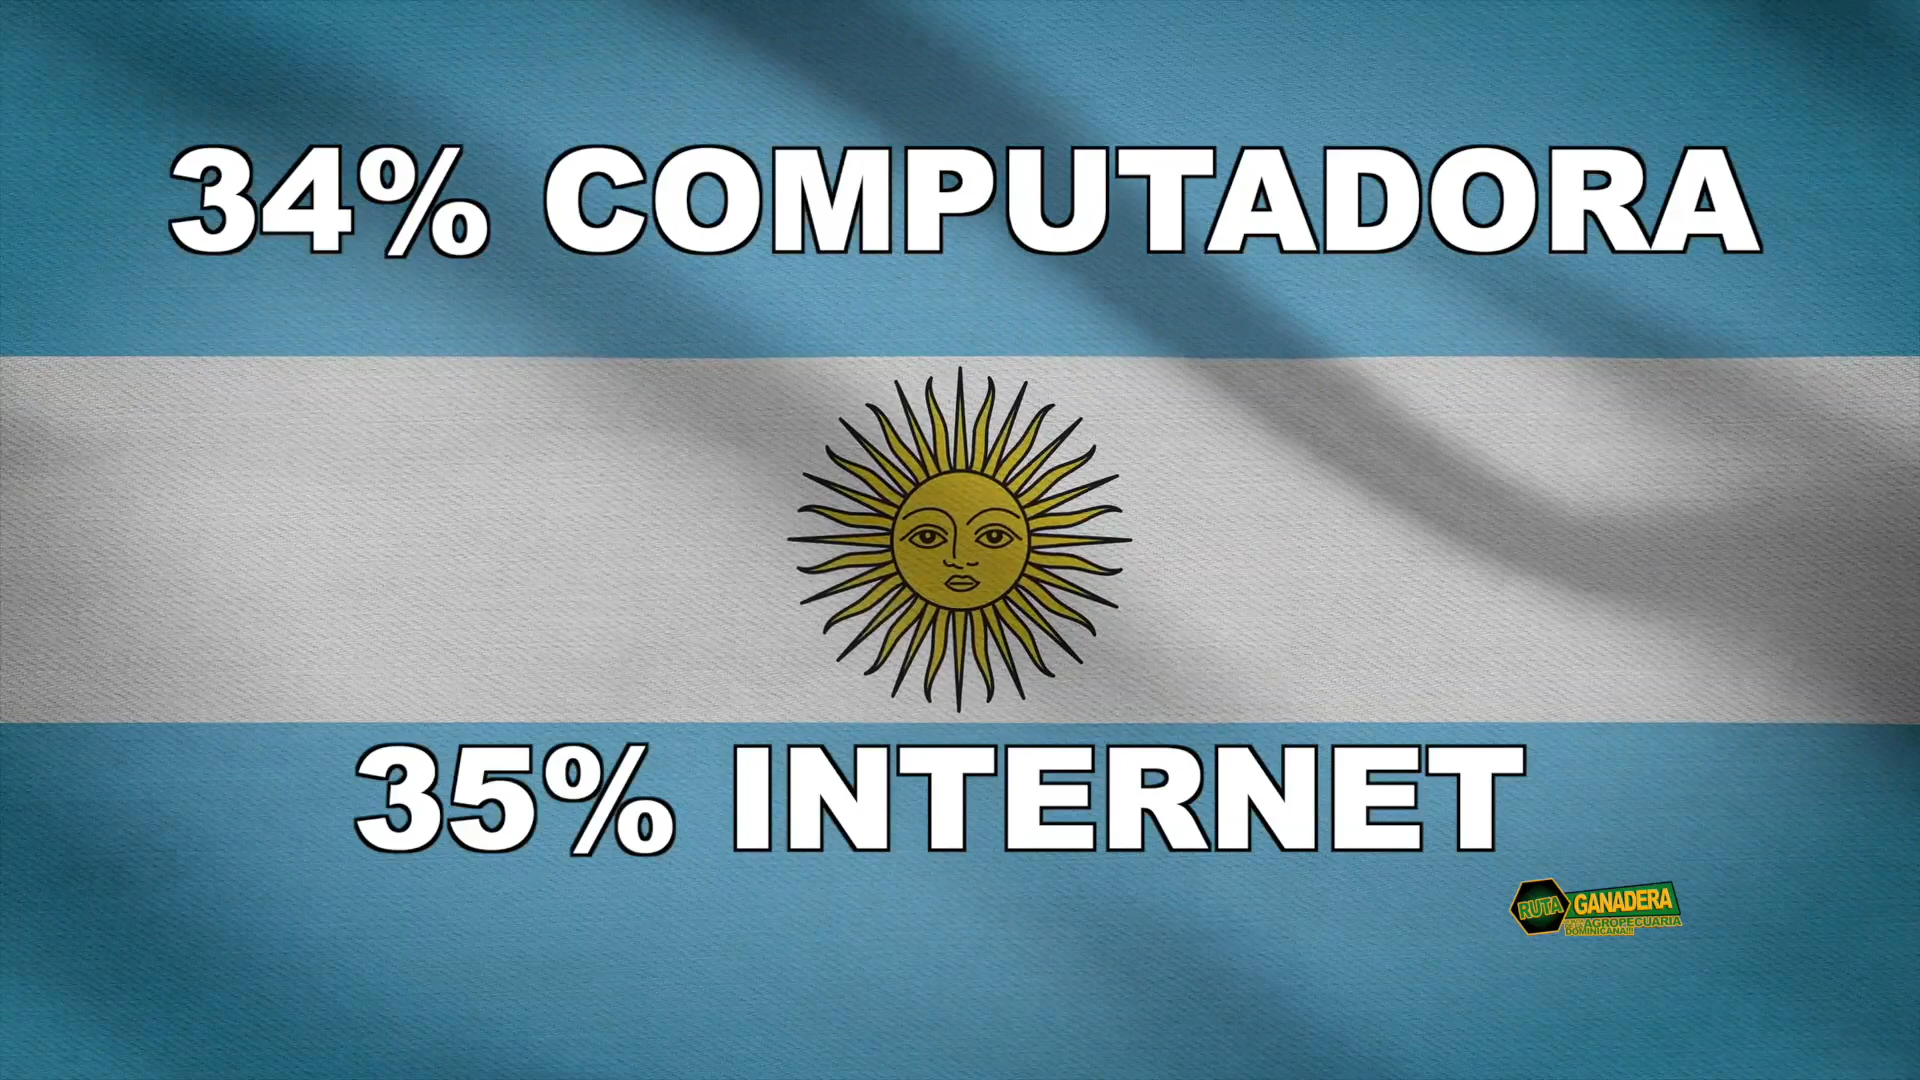 34% COMPUTADORA
35% INTERNET
RUTA
GANADERA
AGROPECUARIA
DOMINICANA!!!